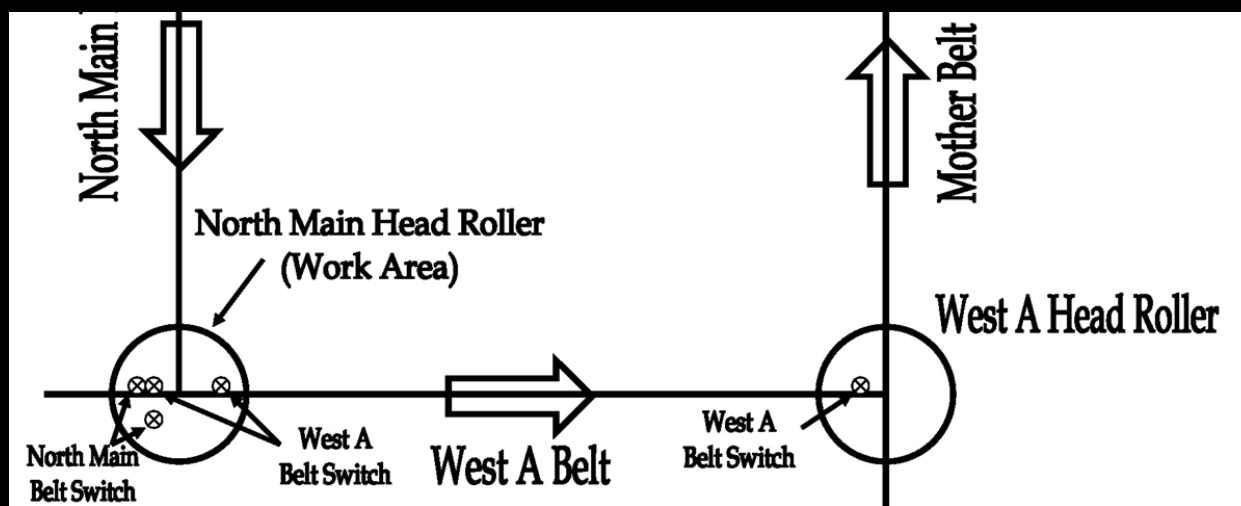 North Main
Mother Belt
North Main Head Roller
(Work Area)
West A Head Roller
West A
Belt Switch
West A
Belt Switch
North Main
Belt Switch
West A Belt